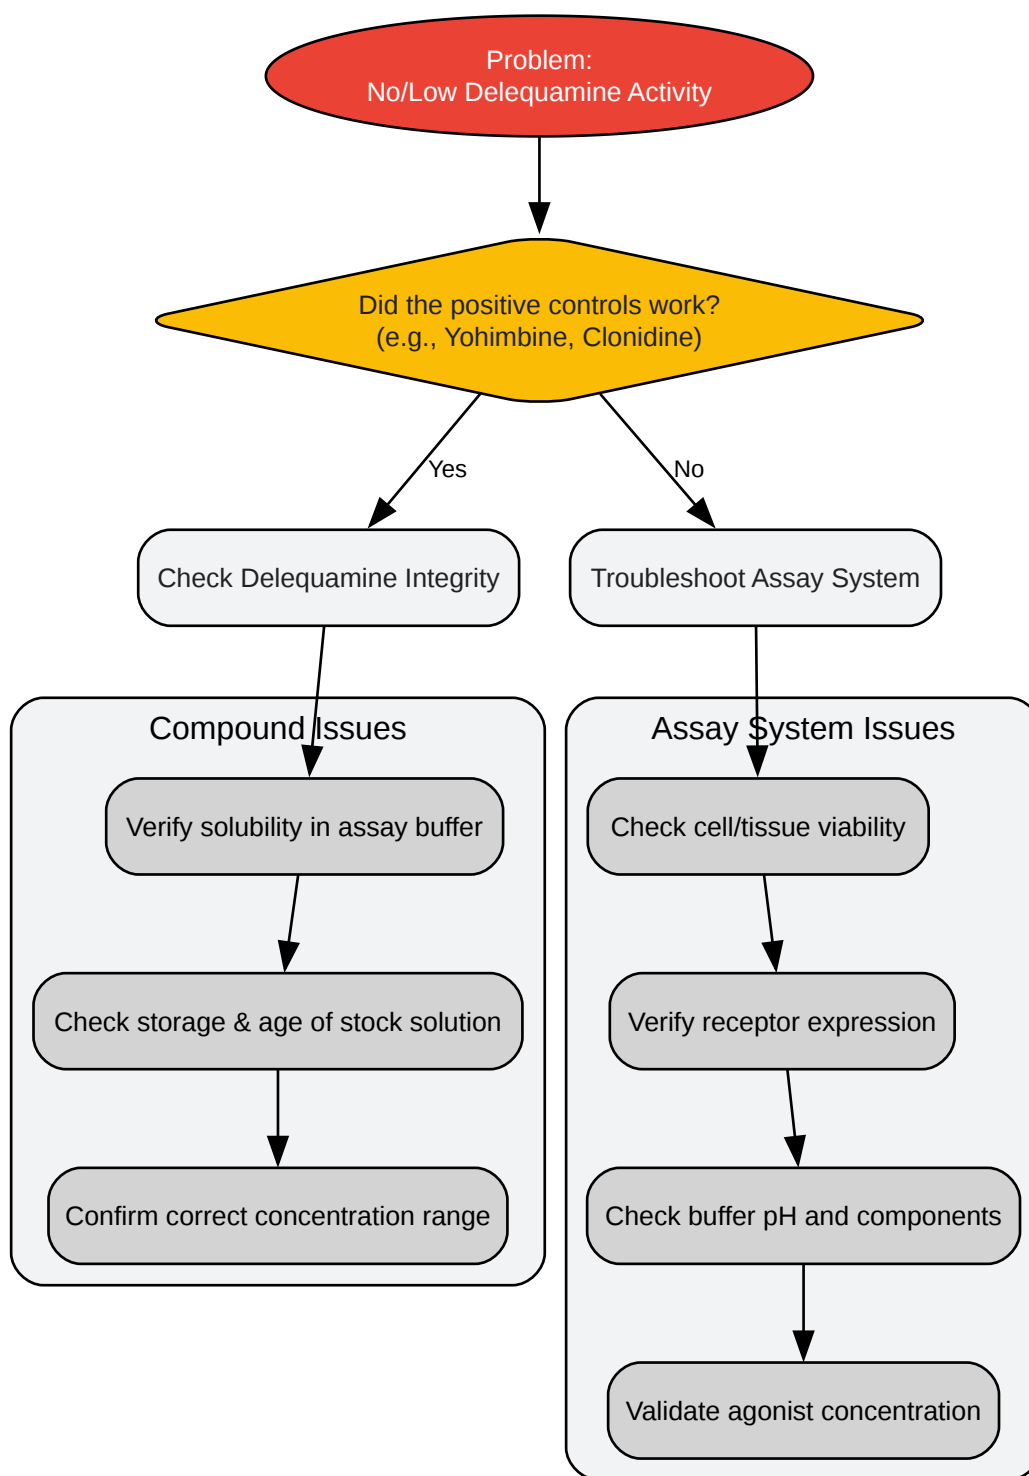 Problem:
No/Low Delequamine Activity
Did the positive controls work?
(e.g., Yohimbine, Clonidine)
Yes
No
Check Delequamine Integrity
Troubleshoot Assay System
Compound Issues
Assay System Issues
Verify solubility in assay buffer
Check cell/tissue viability
Check storage & age of stock solution
Verify receptor expression
Confirm correct concentration range
Check buffer pH and components
Validate agonist concentration